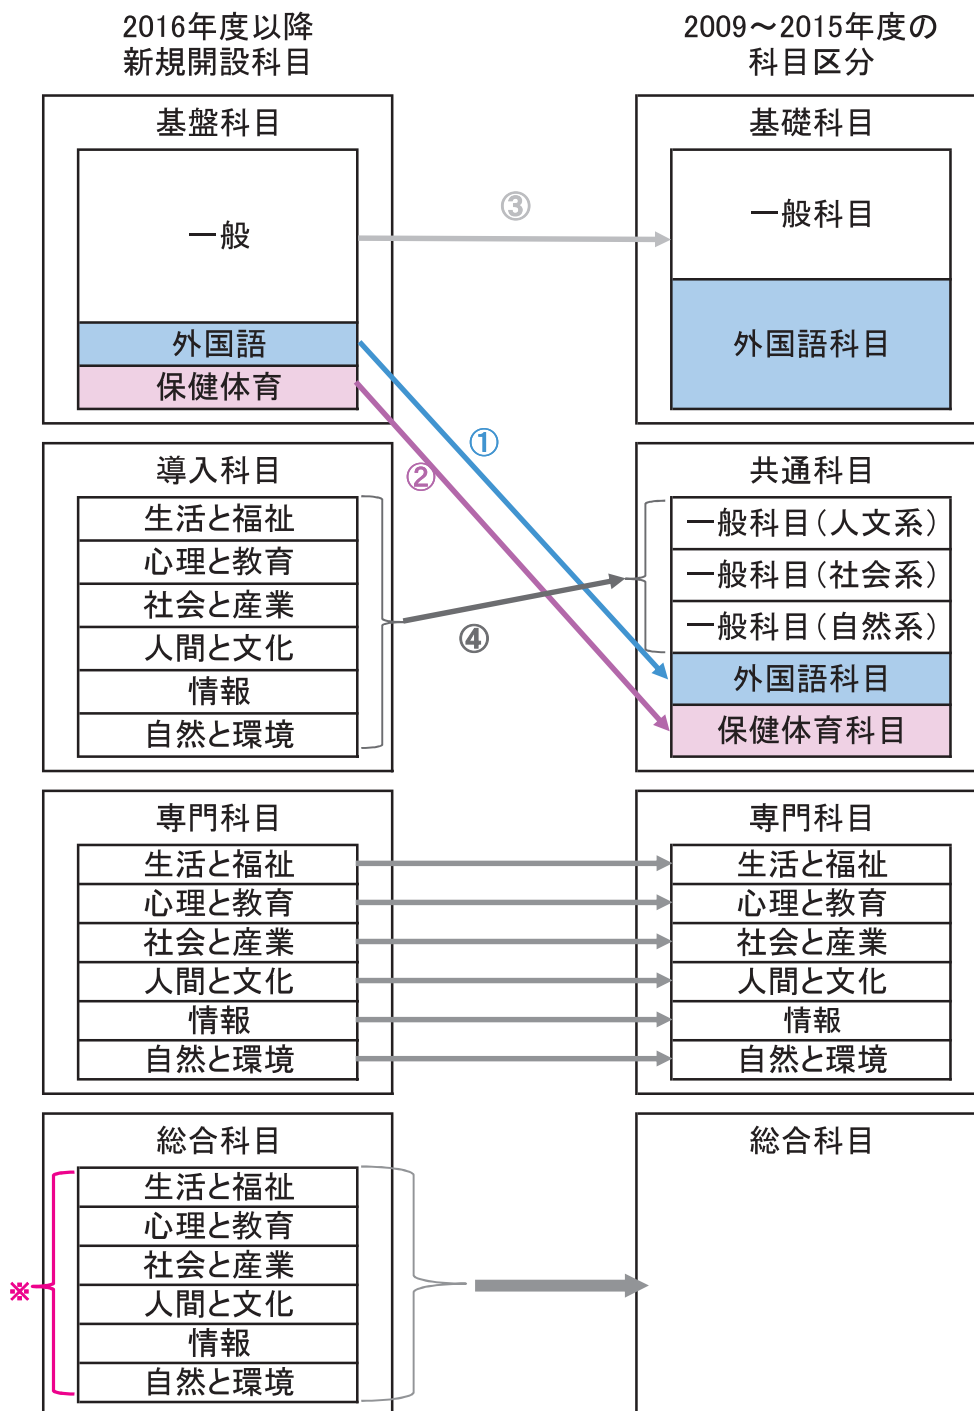 2016年度以降
新規開設科目
2009～2015年度の
科目区分
基盤科目
一般
外国語
保健体育
基礎科目
一般科目
外国語科目
③
①
②
導入科目
生活と福祉
心理と教育
社会と産業
人間と文化
情報
自然と環境
④
共通科目
一般科目（人文系）
一般科目（社会系）
一般科目（自然系）
外国語科目
保健体育科目
専門科目
生活と福祉
心理と教育
社会と産業
人間と文化
情報
自然と環境
専門科目
生活と福祉
心理と教育
社会と産業
人間と文化
情報
自然と環境
総合科目
生活と福祉
心理と教育
社会と産業
人間と文化
情報
自然と環境
※
総合科目